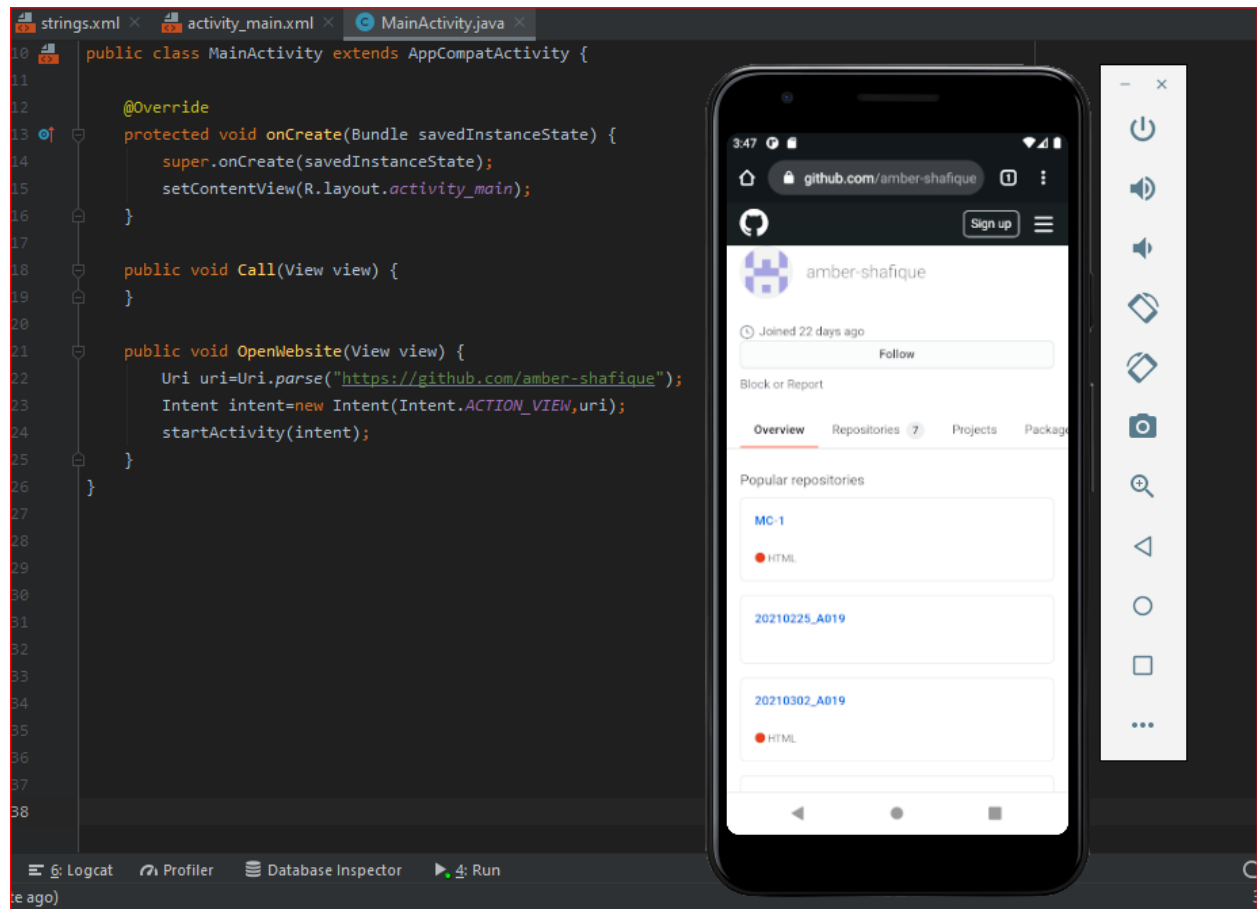 strings.xml activity_main.xml MainActivity.java
10 public class MainActivity extends AppCompatActivity {
11
12 @Override
13 protected void onCreate(Bundle savedInstanceState) {
14 super.onCreate(savedInstanceState);
15 setContentView(R.layout.activity_main);
16 }
17
18 public void Call(View view) {
19 }
20
21 public void OpenWebsite(View view) {
22 Uri uri=Uri.parse("https://github.com/amber-shafique");
23 Intent intent=new Intent(Intent.ACTION_VIEW,uri);
24 startActivity(intent);
25 }
26 }
27
28
29
30
31
32
33
34
35
36
37
38
3:47
github.com/amber-shafique 1
Sign up
amber-shafique
Joined 22 days ago
Follow
Block or Report
Overview Repositories 7 Projects Package
Popular repositories
MC-1
HTML
20210225_A019
20210302_A019
HTML
6: Logcat Profiler Database Inspector 4: Run
te ago)